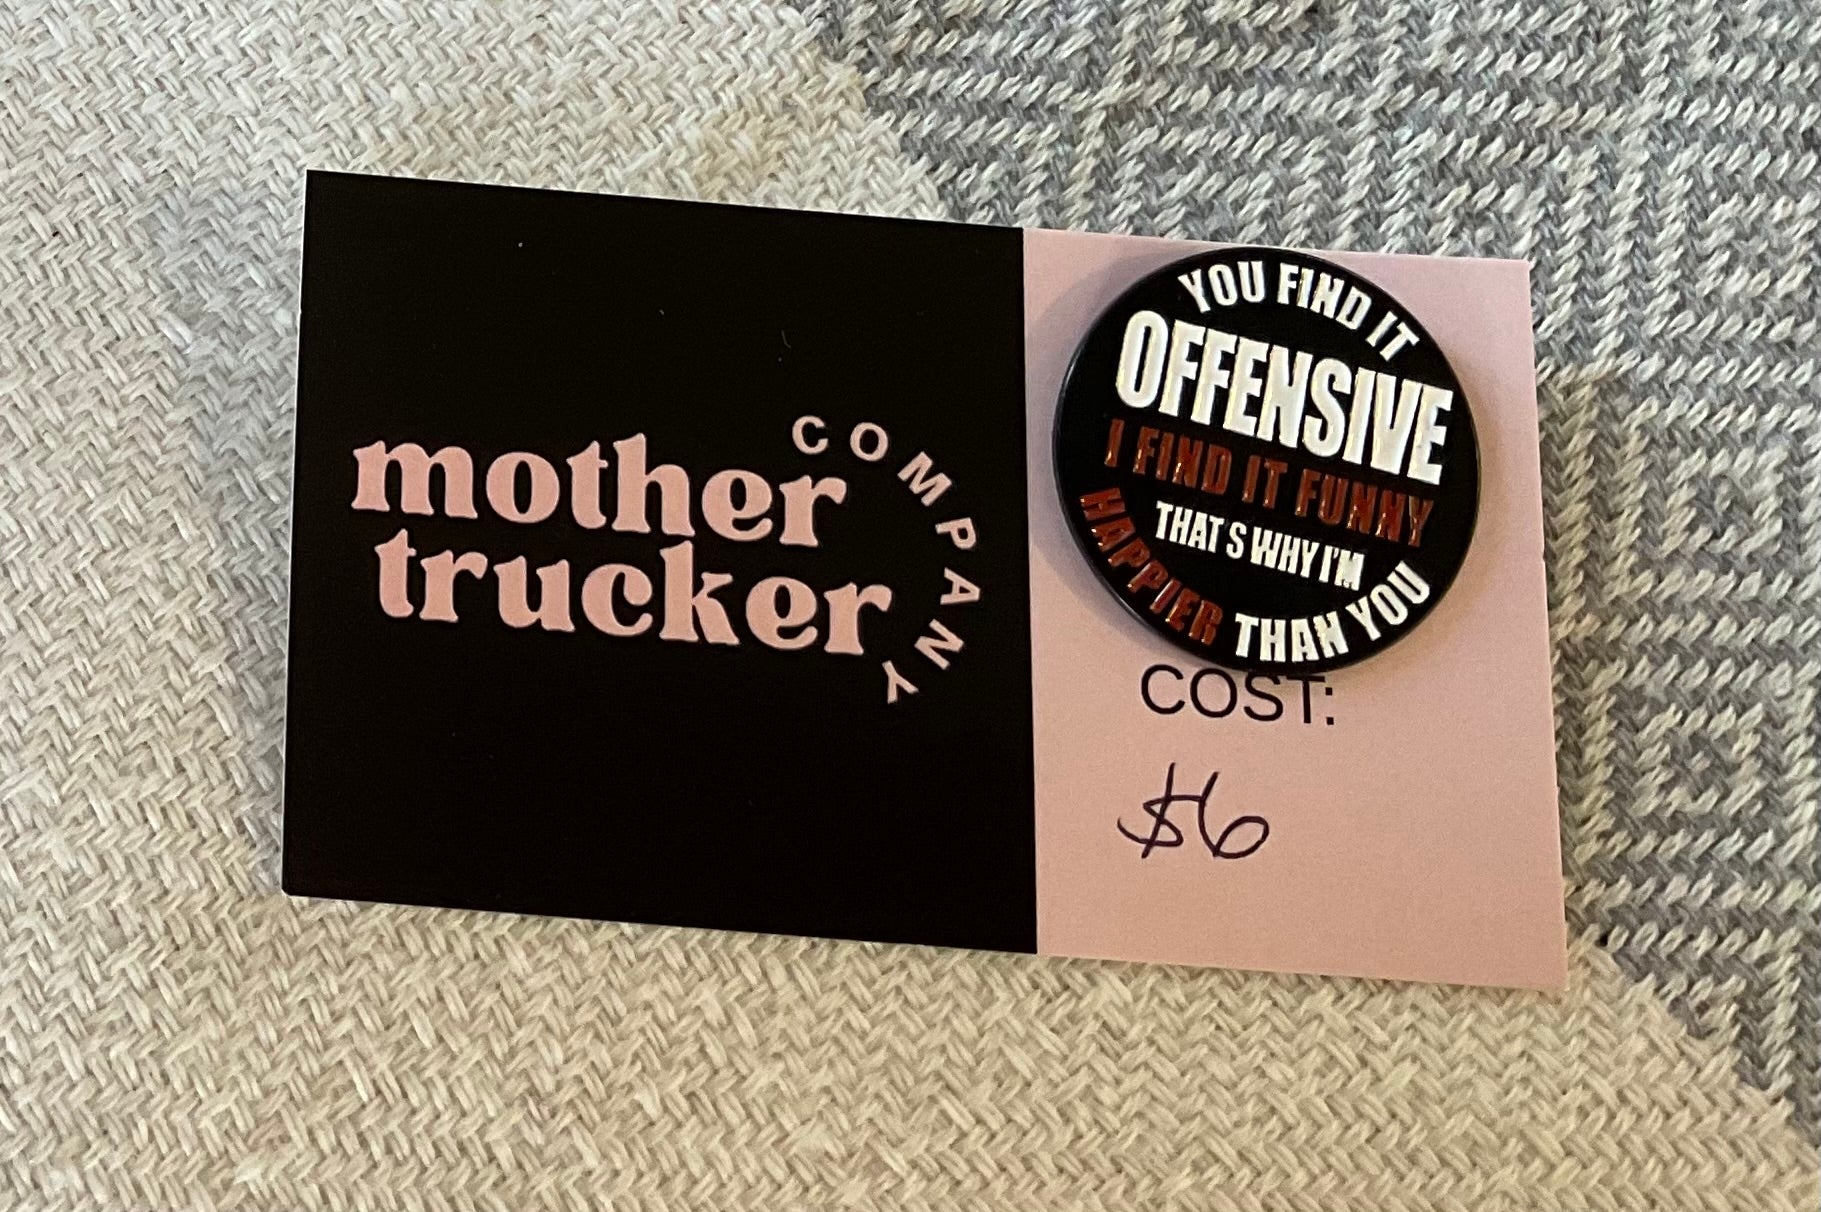 mother
trucker
COMPANY
YOU FIND IT
OFFENSIVE
I FIND IT FUNNY
THAT'S WHY I'M
HAPPIER THAN YOU
COST:
$6